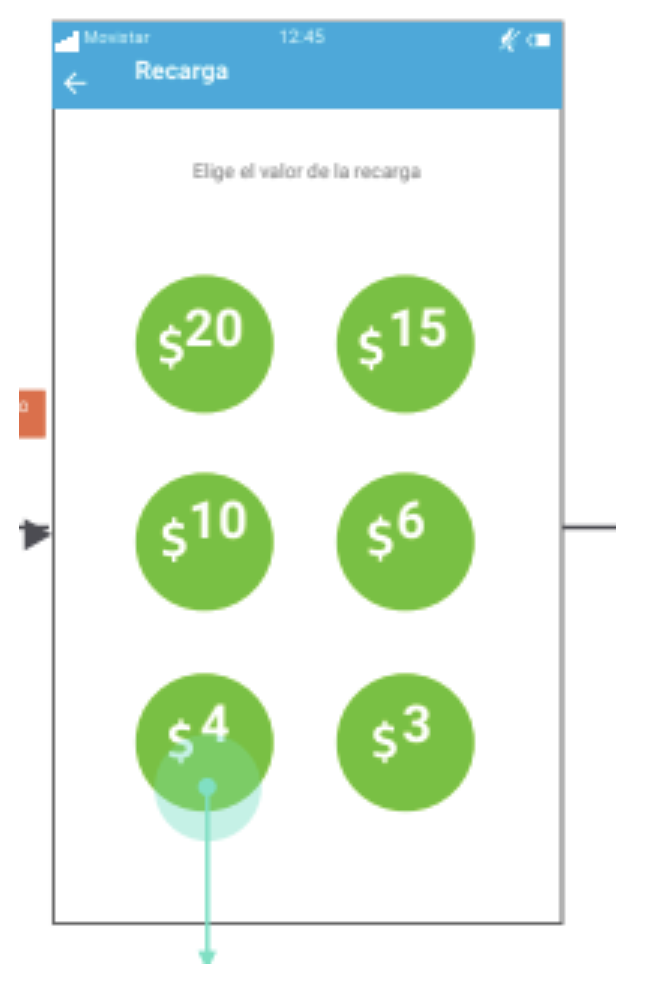 Movistar 12:45
Recarga
Elige el valor de la recarga
$20 $15
$10 $6
$4 $3